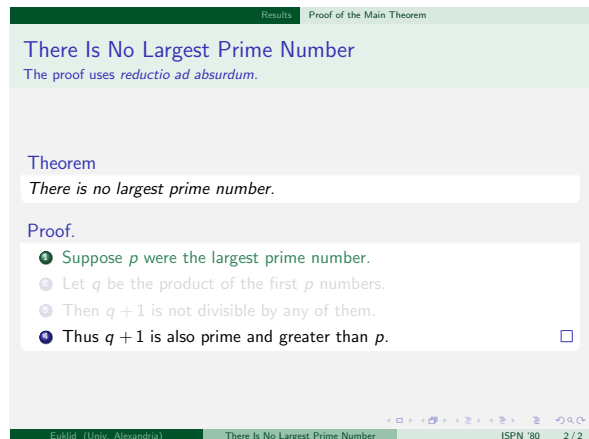 Results Proof of the Main Theorem
There Is No Largest Prime Number
The proof uses reductio ad absurdum.
Theorem
There is no largest prime number.
Proof.
1 Suppose p were the largest prime number.
2 Let q be the product of the first p numbers.
3 Then q + 1 is not divisible by any of them.
4 Thus q + 1 is also prime and greater than p.
Euklid (Univ. Alexandria) There Is No Largest Prime Number ISPN '80 2 / 2